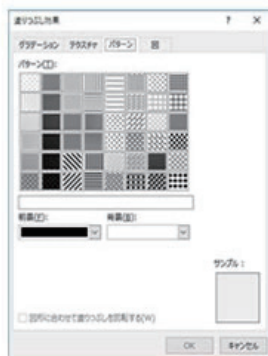 塗りつぶし効果 ? ×
グラデーション テクスチャ パターン 図
パターン(T):
前景(F): 背景(B):
サンプル:
図形に合わせて塗りつぶしを回転する(W)
OK キャンセル